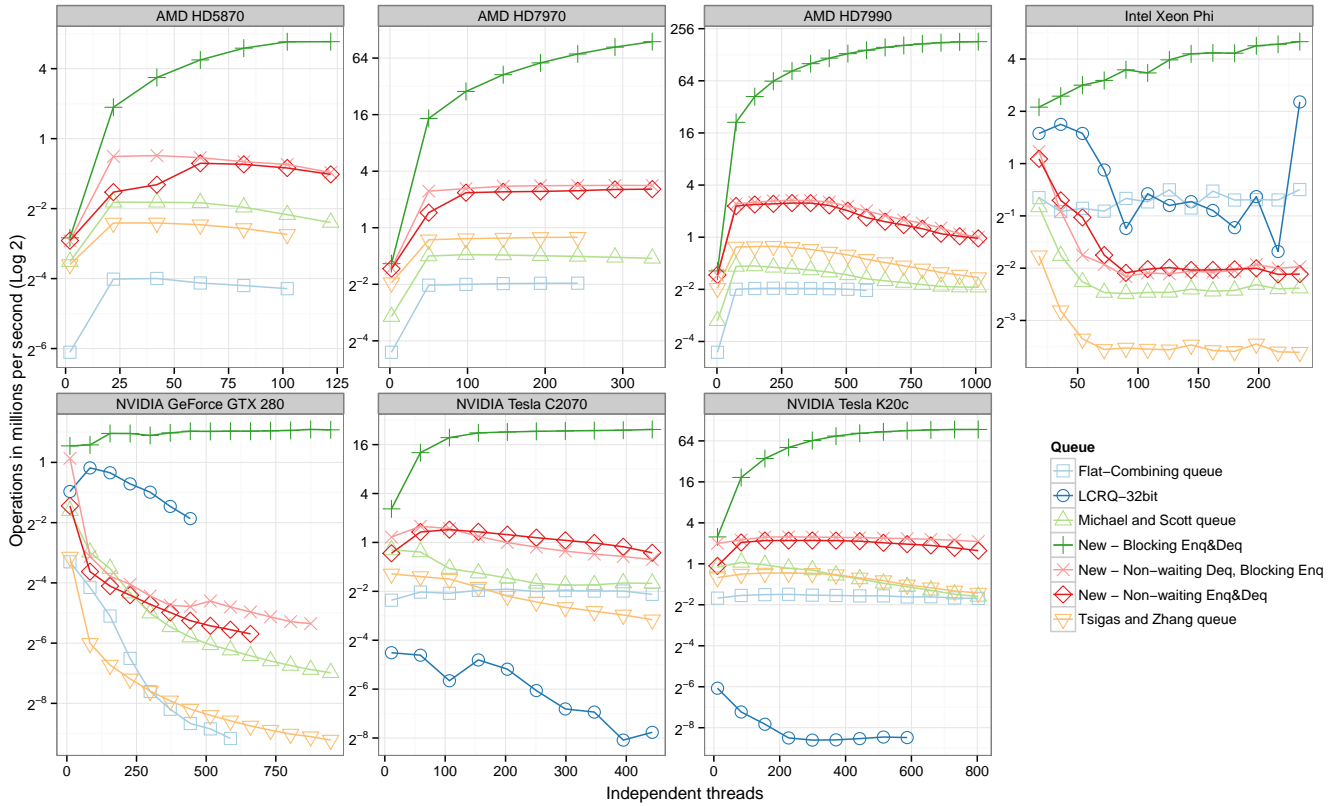 AMD HD5870
AMD HD7970
AMD HD7990
Intel Xeon Phi
4
1
2⁻²
2⁻⁴
2⁻⁶
0 25 50 75 100 125
64
16
4
1
2⁻²
2⁻⁴
0 100 200 300
256
64
16
4
1
2⁻²
2⁻⁴
0 250 500 750 1000
4
2
1
2⁻¹
2⁻²
2⁻³
50 100 150 200
Operations in millions per second (Log 2)
NVIDIA GeForce GTX 280
NVIDIA Tesla C2070
NVIDIA Tesla K20c
1
2⁻²
2⁻⁴
2⁻⁶
2⁻⁸
0 250 500 750
16
4
1
2⁻²
2⁻⁴
2⁻⁶
2⁻⁸
0 100 200 300 400
64
16
4
1
2⁻²
2⁻⁴
2⁻⁶
2⁻⁸
0 200 400 600 800
Independent threads
Queue
Flat−Combining queue
LCRQ−32bit
Michael and Scott queue
New − Blocking Enq&Deq
New − Non−waiting Deq, Blocking Enq
New − Non−waiting Enq&Deq
Tsigas and Zhang queue